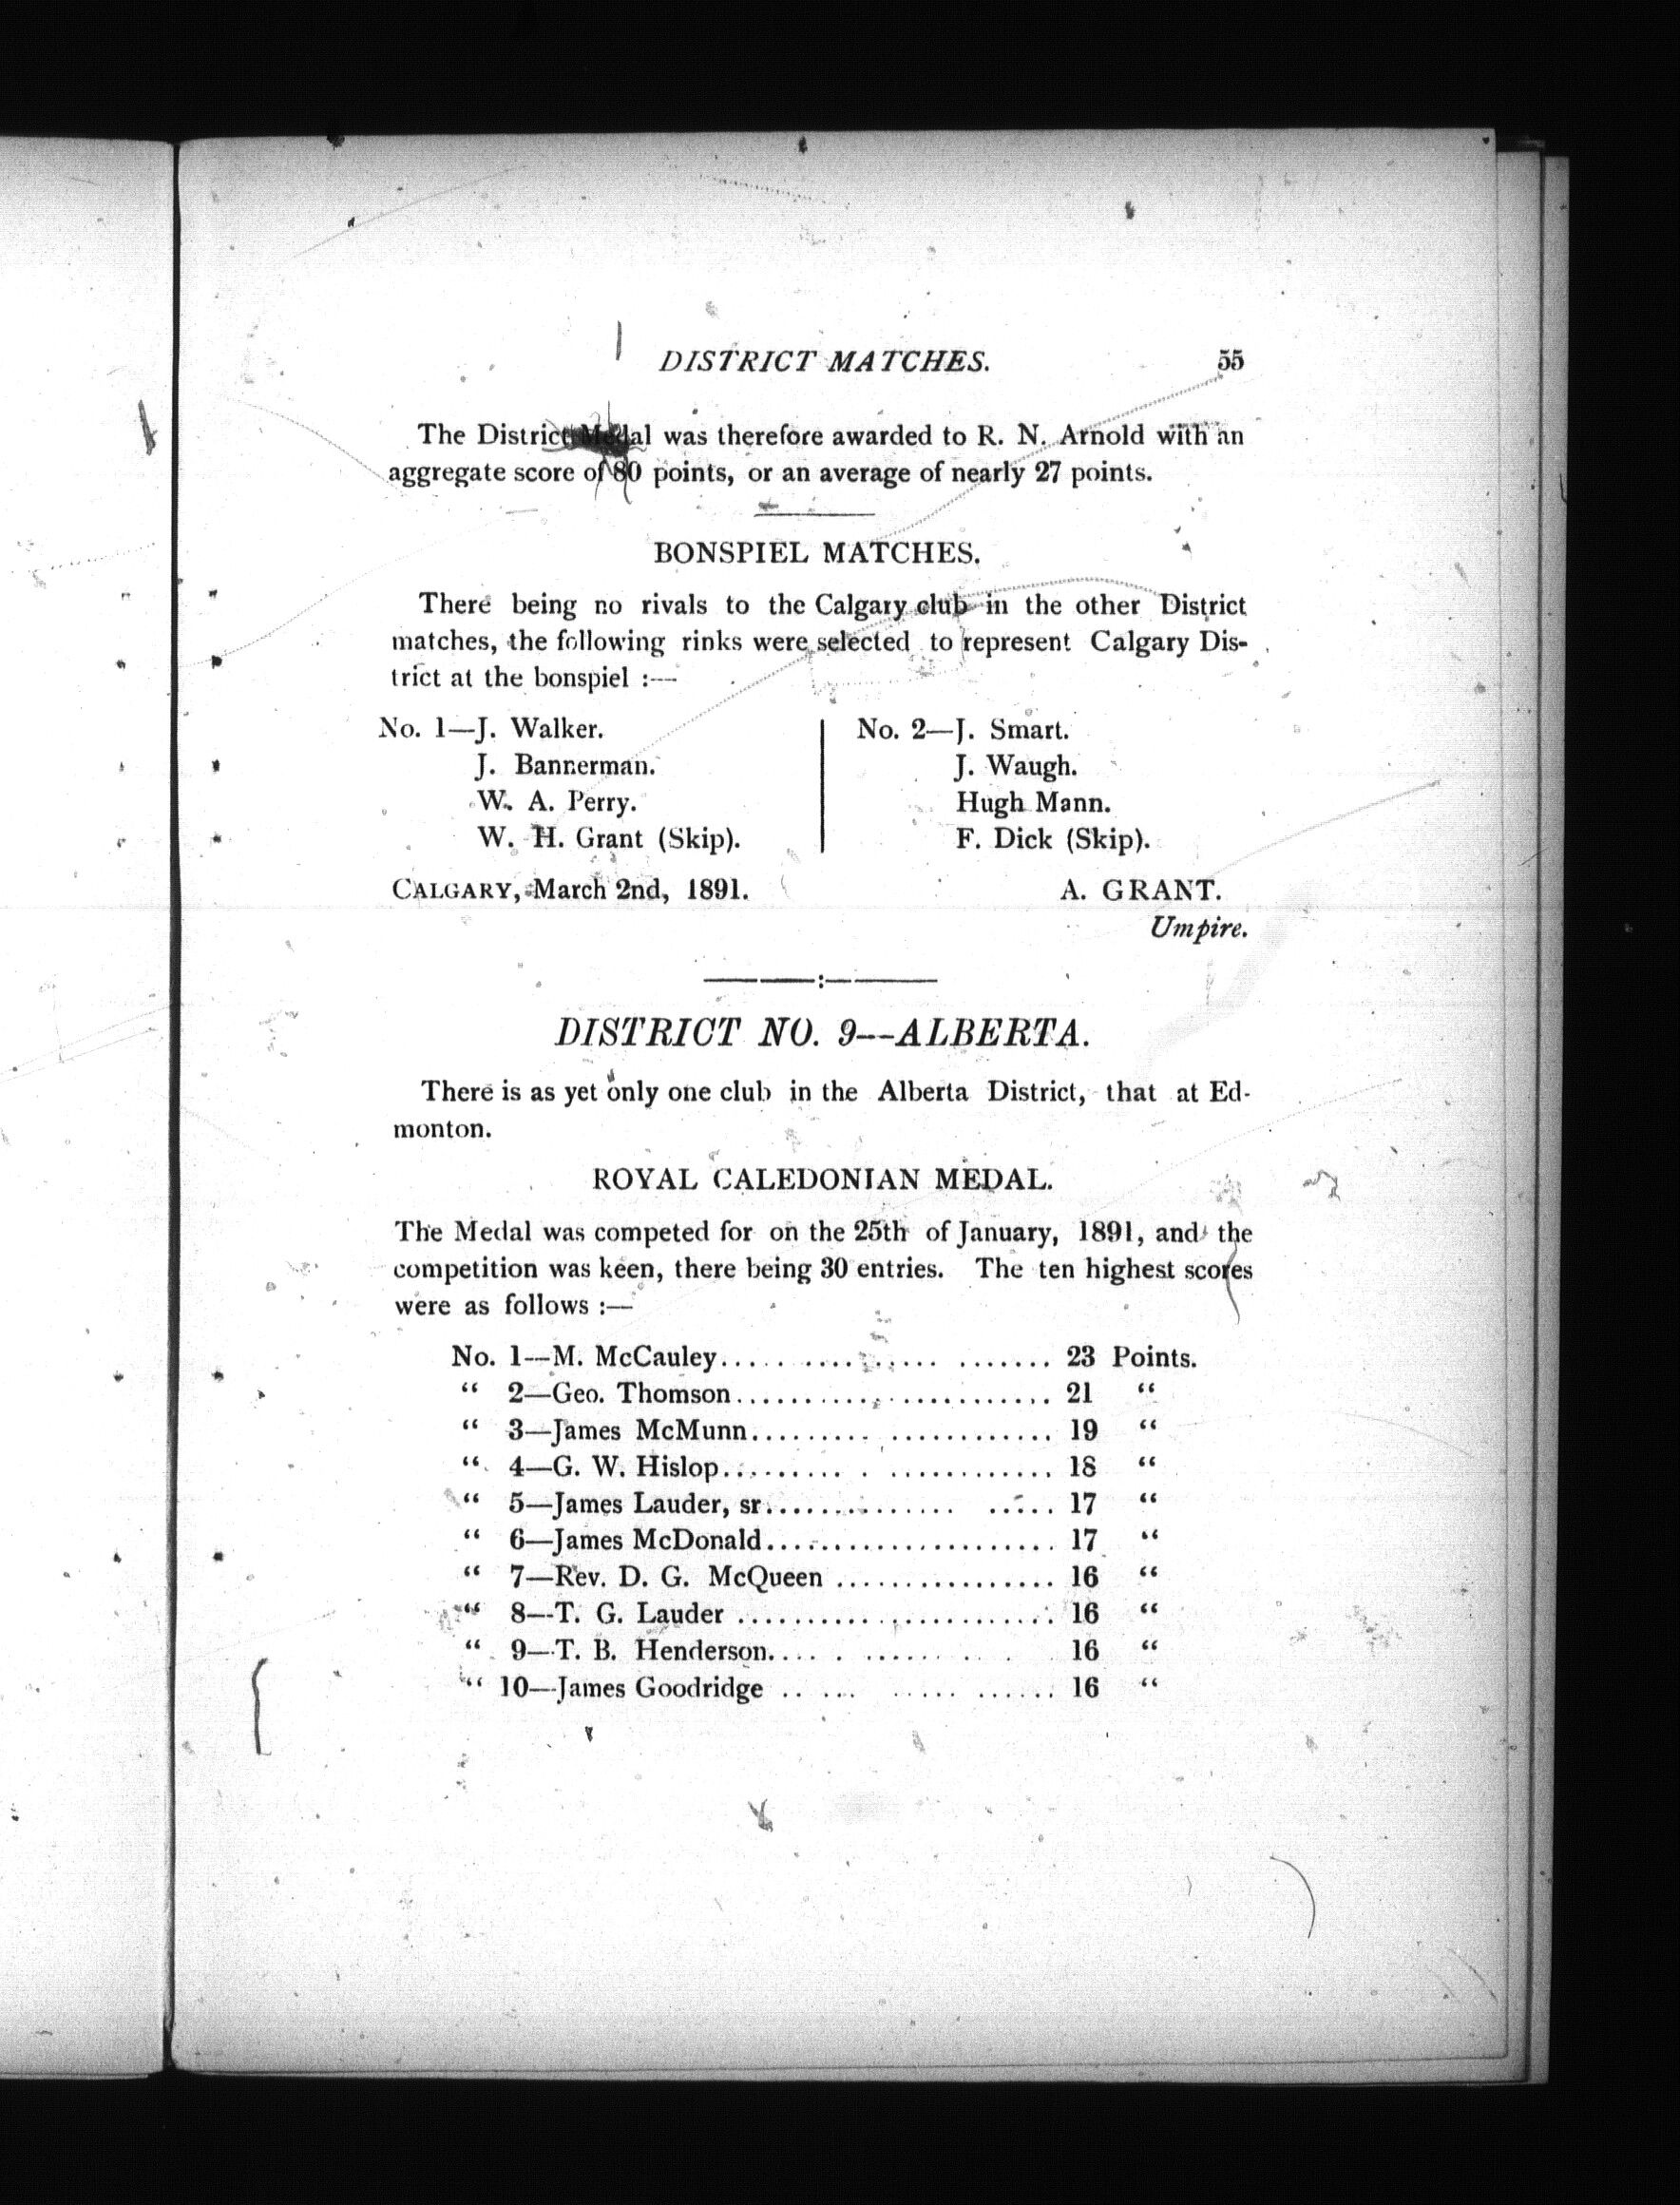 DISTRICT MATCHES. 55
The District Medal was therefore awarded to R. N. Arnold with an
aggregate score of 80 points, or an average of nearly 27 points.
BONSPIEL MATCHES.
There being no rivals to the Calgary club in the other District
matches, the following rinks were selected to represent Calgary Dis-
trict at the bonspiel :—
No. 1—J. Walker.
J. Bannerman.
W. A. Perry.
W. H. Grant (Skip).
No. 2—J. Smart.
J. Waugh.
Hugh Mann.
F. Dick (Skip).
CALGARY, March 2nd, 1891. A. GRANT.
Umpire.
DISTRICT NO. 9--ALBERTA.
There is as yet only one club in the Alberta District, that at Ed-
monton.
ROYAL CALEDONIAN MEDAL.
The Medal was competed for on the 25th of January, 1891, and the
competition was keen, there being 30 entries. The ten highest scores
were as follows :—
No. 1—M. McCauley.................... 23 Points.
“ 2—Geo. Thomson.................... 21 “
“ 3—James McMunn.................... 19 “
“ 4—G. W. Hislop.................... 18 “
“ 5—James Lauder, sr.................... 17 “
“ 6—James McDonald.................... 17 “
“ 7—Rev. D. G. McQueen ................ 16 “
“ 8—T. G. Lauder .................... 16 “
“ 9—T. B. Henderson.................... 16 “
“ 10—James Goodridge .................... 16 “